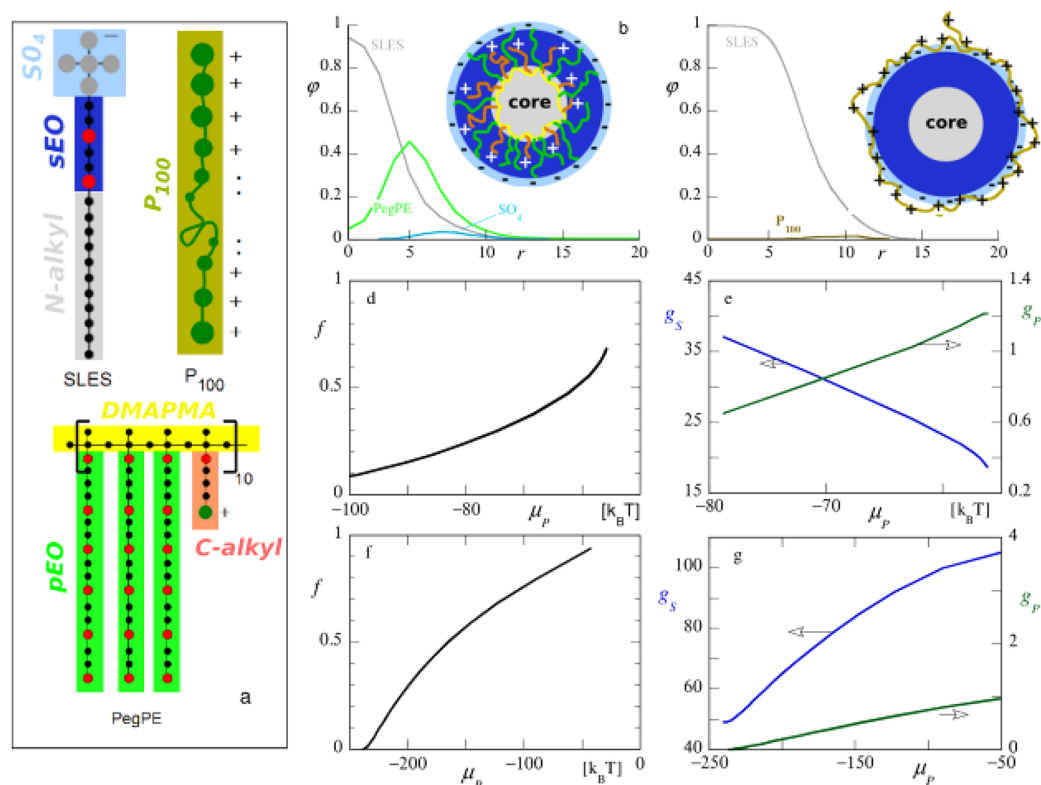 SO4
sEO
N-alkyl
SLES
P100
+
+
+
+
:
:
+
+
+
P100
DMAPMA
10
pEO
+
C-alkyl
PegPE
a
b
φ
1
0.8
0.6
0.4
0.2
0
SLES
PegPE
SO4
core
0 5 10 r 15 20
φ
1
0.8
0.6
0.4
0.2
0
SLES
P100
core
0 5 10 r 15 20
d
f
1
0.5
0
-100 -80 μP [kBT]
e
gS
45
35
25
15
gP
1.4
1
0.6
0.2
-80 -70 μP [kBT]
f
f
1
0.5
0
-200 -100 μP [kBT] 0
g
gS
100
90
80
70
60
50
40
gP
4
2
0
-250 -150 μP -50